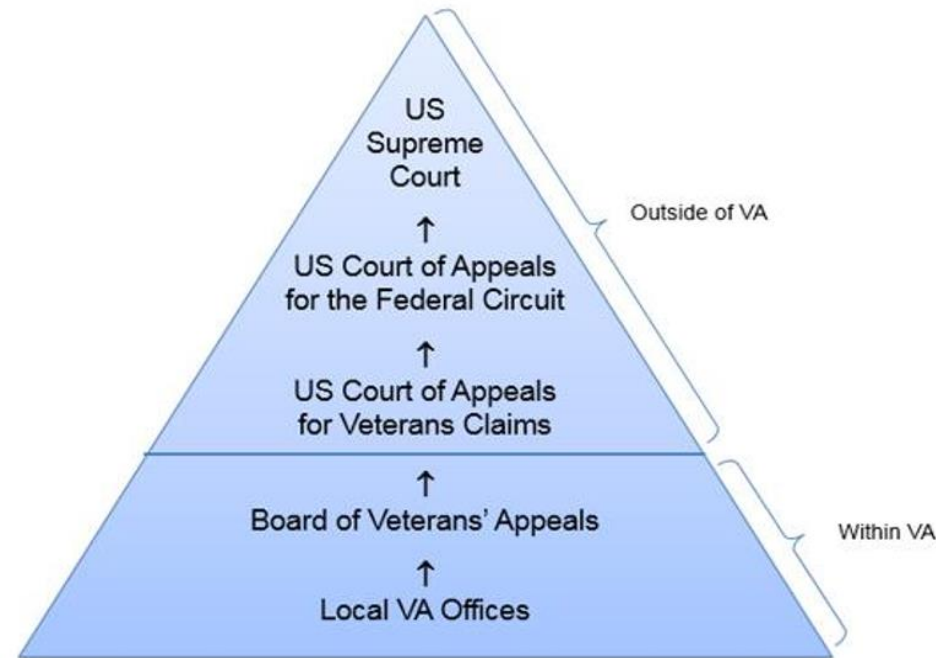 US
Supreme
Court
↑
US Court of Appeals
for the Federal Circuit
↑
US Court of Appeals
for Veterans Claims
↑
Board of Veterans’ Appeals
↑
Local VA Offices
Outside of VA
Within VA